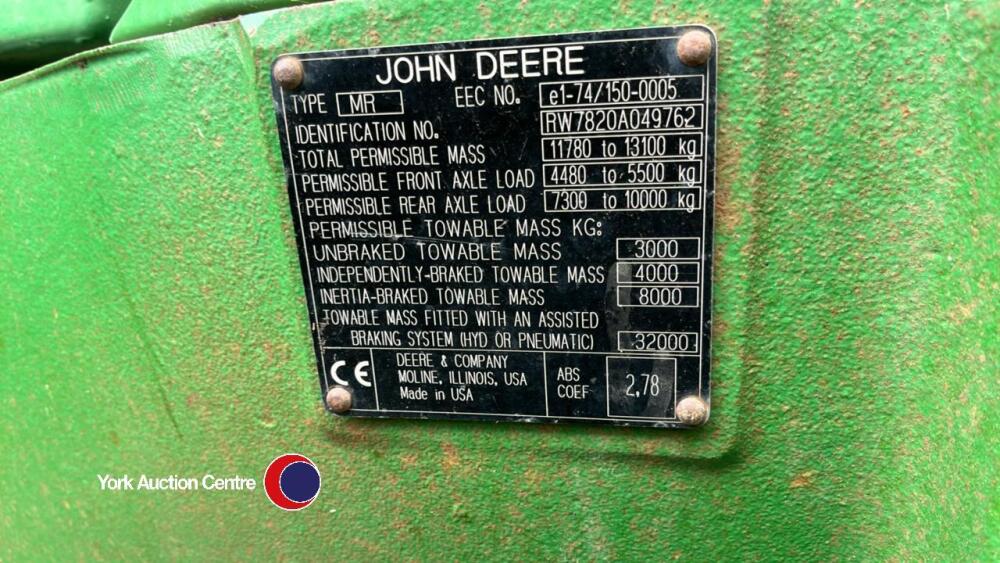 JOHN DEERE
TYPE MR EEC NO. e1-74/150-0005
IDENTIFICATION NO. RW7820A049762
TOTAL PERMISSIBLE MASS 11780 to 13100 kg
PERMISSIBLE FRONT AXLE LOAD 4480 to 5500 kg
PERMISSIBLE REAR AXLE LOAD 7300 to 10000 kg
PERMISSIBLE TOWABLE MASS KG:
UNBRAKED TOWABLE MASS 3000
INDEPENDENTLY-BRAKED TOWABLE MASS 4000
INERTIA-BRAKED TOWABLE MASS 8000
TOWABLE MASS FITTED WITH AN ASSISTED
BRAKING SYSTEM (HYD OR PNEUMATIC) 32000
CE
DEERE & COMPANY
MOLINE, ILLINOIS, USA
Made in USA
ABS
COEF
2,78
York Auction Centre